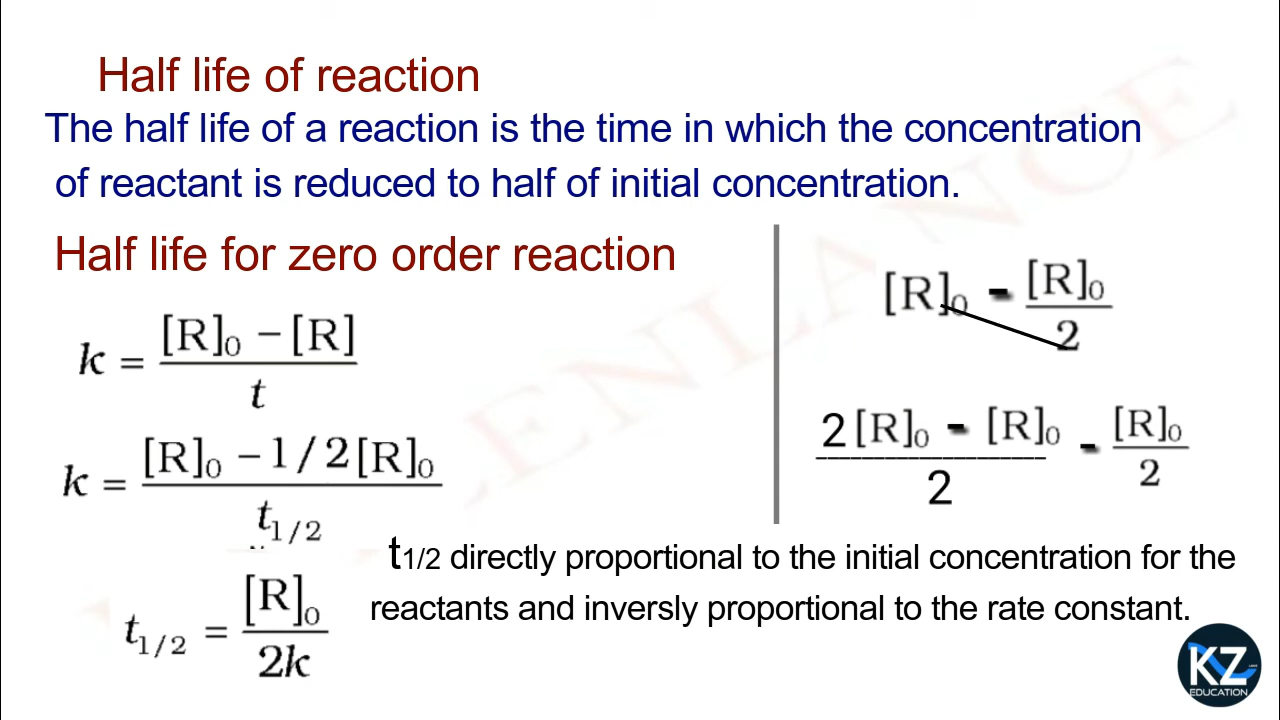 Half life of reaction
The half life of a reaction is the time in which the concentration
of reactant is reduced to half of initial concentration.
Half life for zero order reaction
k = [R]₀ − [R] / t
k = [R]₀ − 1/2 [R]₀ / t₁/₂
t₁/₂ = [R]₀ / 2k
[R]₀ - [R]₀ / 2
2[R]₀ - [R]₀ / 2 - [R]₀ / 2
t1/2 directly proportional to the initial concentration for the
reactants and inversly proportional to the rate constant.
KZ
EDUCATION